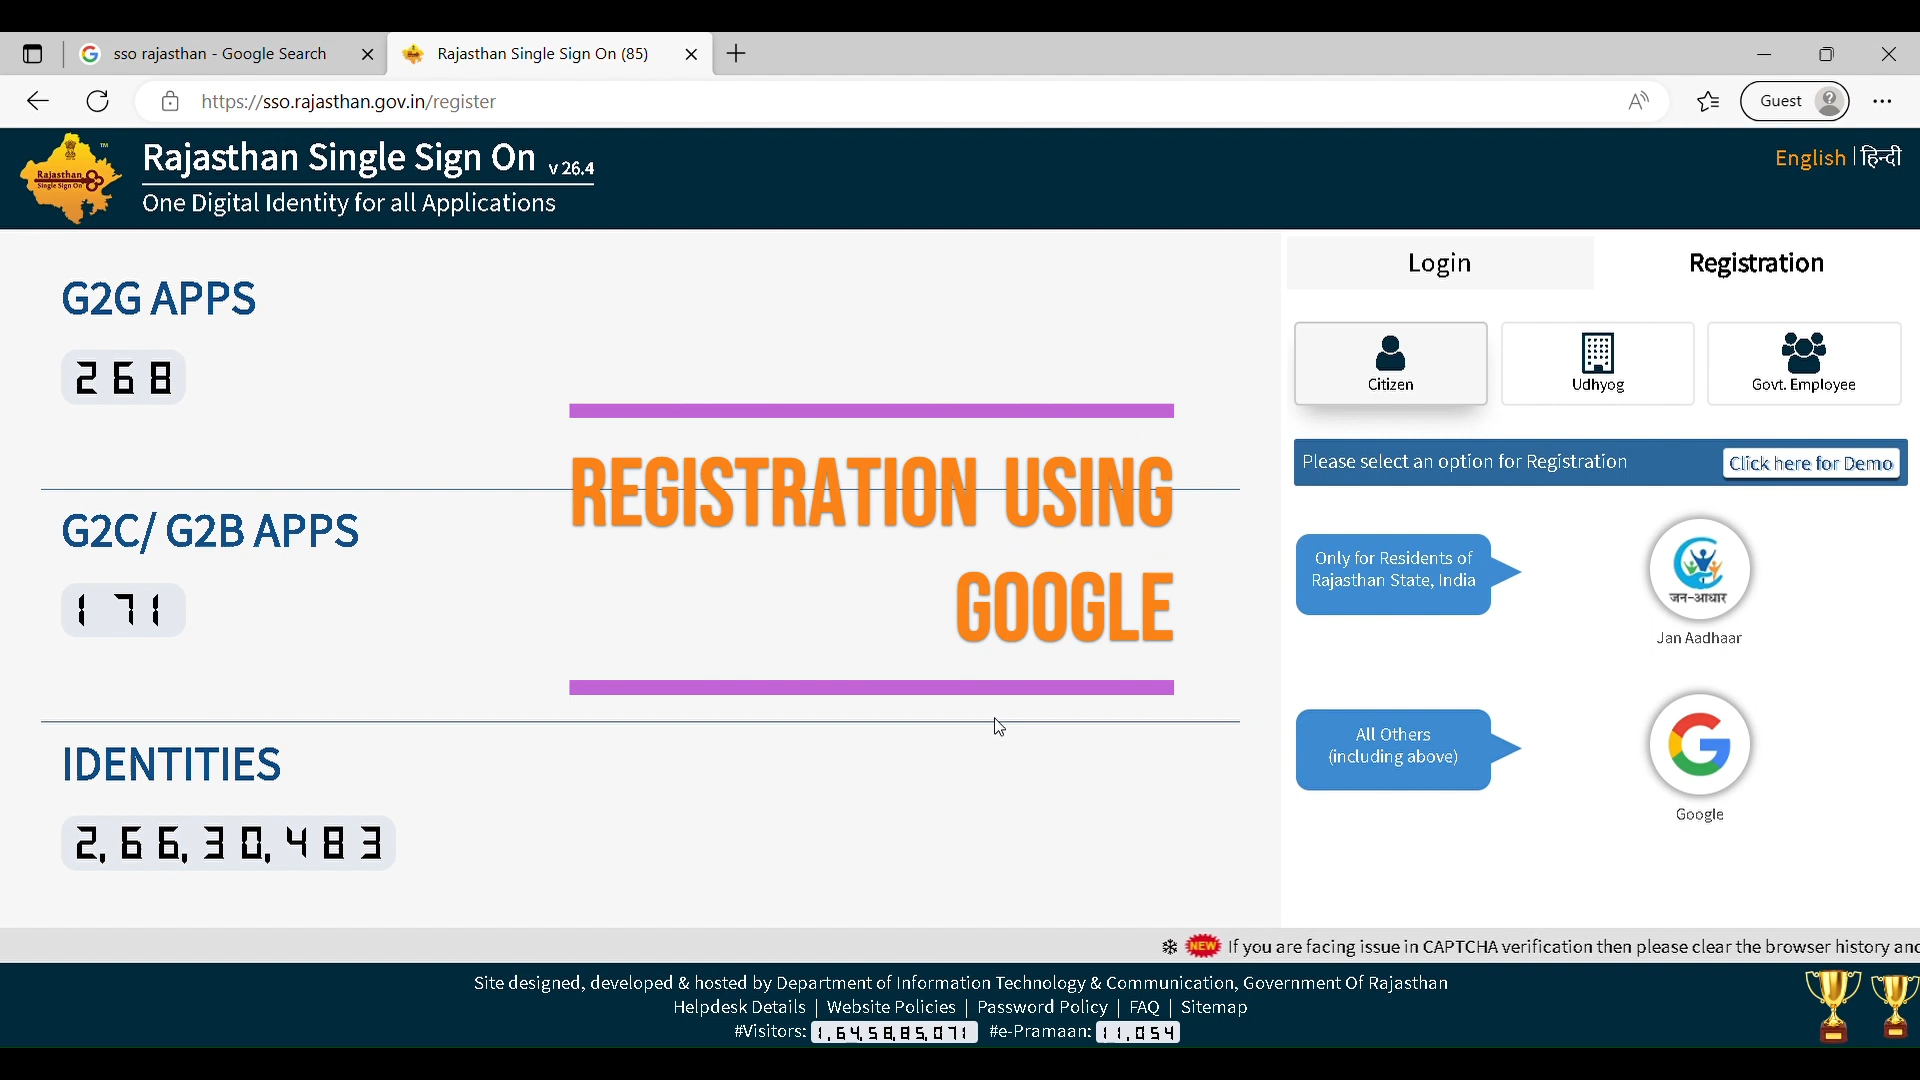 sso rajasthan - Google Search
Rajasthan Single Sign On (85)
https://sso.rajasthan.gov.in/register
Guest
Rajasthan
Single Sign On
TM
Rajasthan Single Sign On v 26.4
One Digital Identity for all Applications
English | हिन्दी
Login
Registration
G2G APPS
268
Citizen
Udhyog
Govt. Employee
Please select an option for Registration
Click here for Demo
REGISTRATION USING
GOOGLE
G2C/ G2B APPS
171
Only for Residents of
Rajasthan State, India
जन-आधार
Jan Aadhaar
All Others
(including above)
Google
IDENTITIES
2,66,30,483
NEW If you are facing issue in CAPTCHA verification then please clear the browser history and
Site designed, developed & hosted by Department of Information Technology & Communication, Government Of Rajasthan
Helpdesk Details | Website Policies | Password Policy | FAQ | Sitemap
#Visitors: 1,64,58,85,071 #e-Pramaan: 11,054